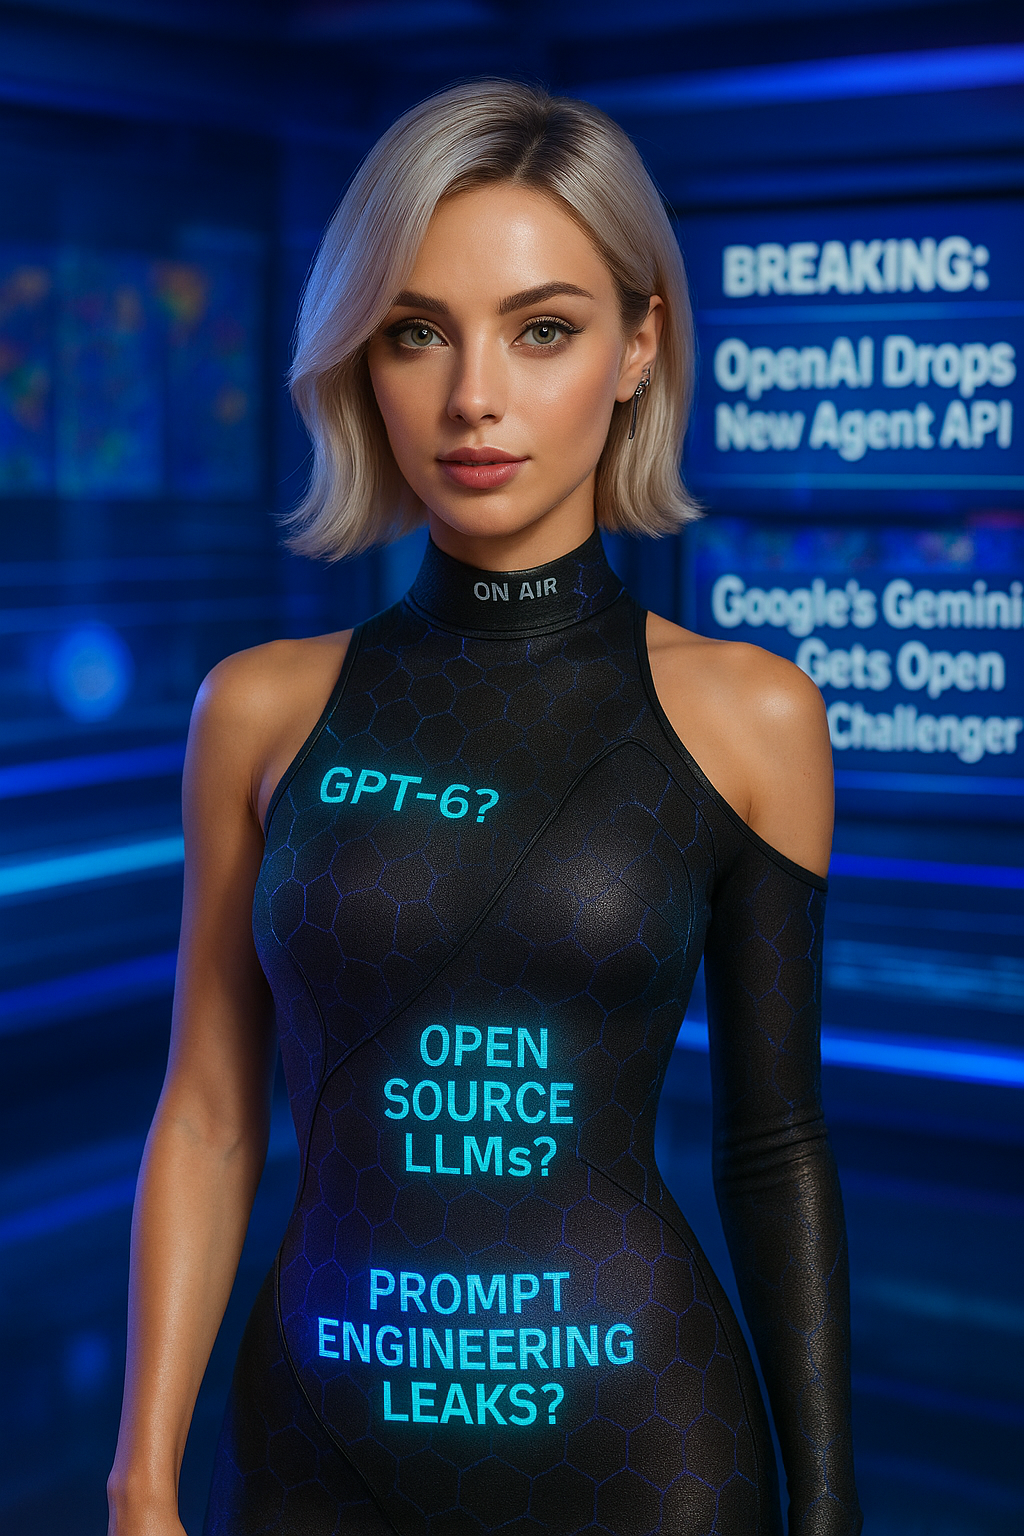 BREAKING:
OpenAI Drops
New Agent API
Google's Gemini
Gets Open
Challenger
ON AIR
GPT-6?
OPEN
SOURCE
LLMs?
PROMPT
ENGINEERING
LEAKS?